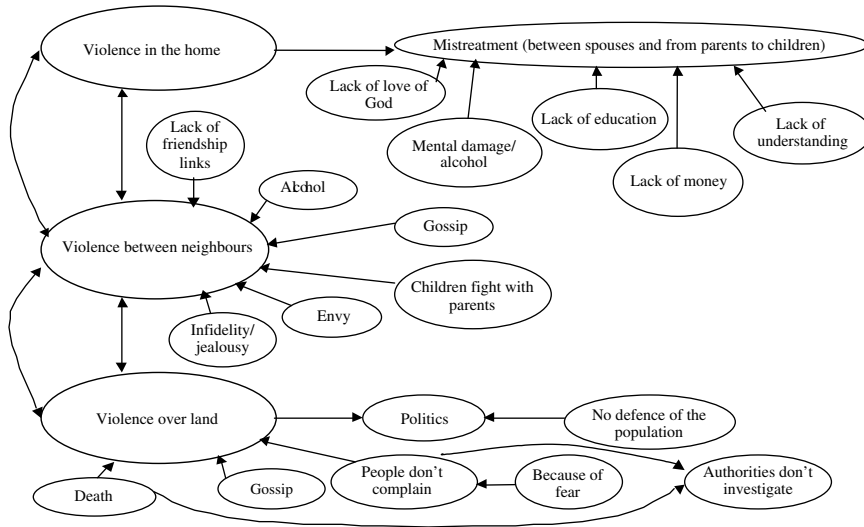 Violence in the home
Mistreatment (between spouses and from parents to children)
Lack of love of
God
Lack of education
Lack of
understanding
Lack of
friendship
links
Mental damage/
alcohol
Lack of money
Alcohol
Gossip
Violence between neighbours
Children fight with
parents
Envy
Infidelity/
jealousy
Violence over land
Politics
No defence of the
population
People don't
complain
Because of
fear
Authorities don't
investigate
Death
Gossip